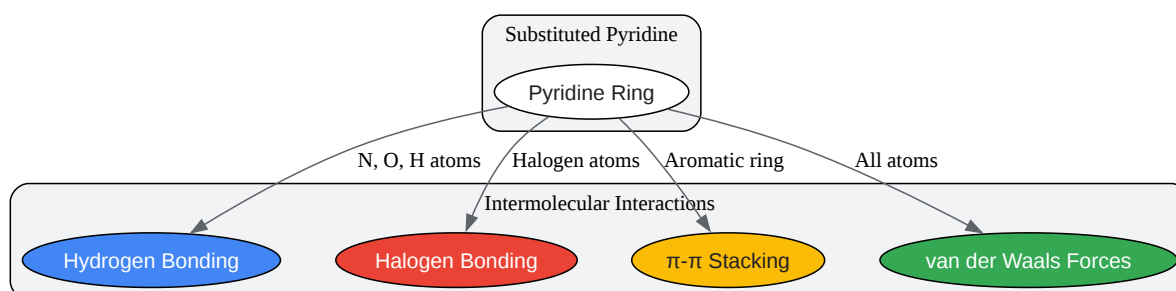 Substituted Pyridine
Pyridine Ring
N, O, H atoms
Halogen atoms
Aromatic ring
All atoms
Intermolecular Interactions
Hydrogen Bonding
Halogen Bonding
π-π Stacking
van der Waals Forces